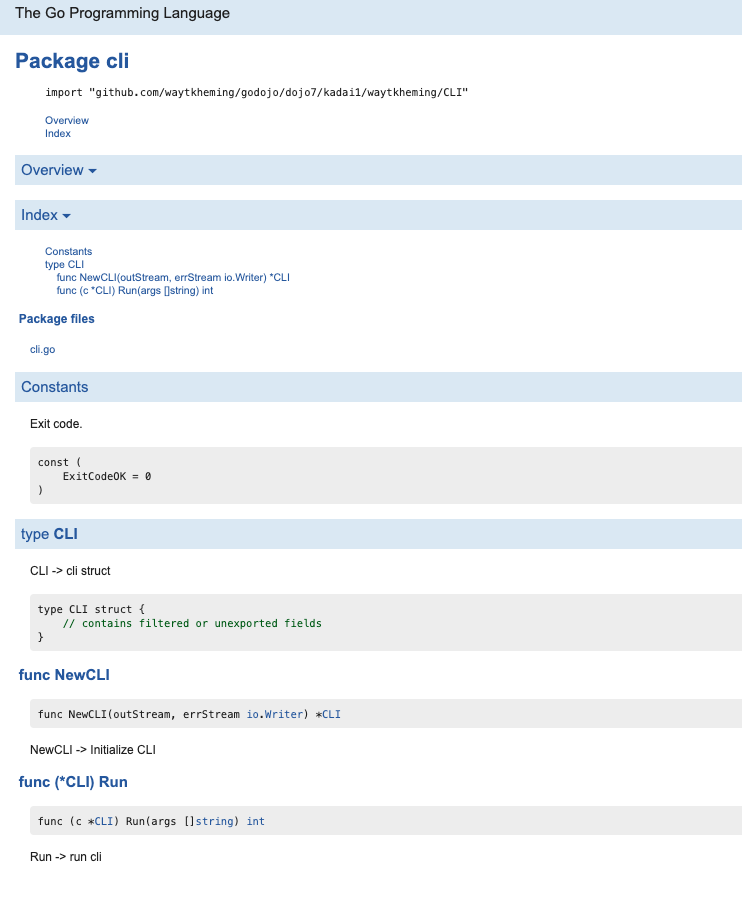 The Go Programming Language
Package cli
import "github.com/waytkheming/godojo/dojo7/kadai1/waytkheming/CLI"
Overview
Index
Overview ▾
Index ▾
Constants
type CLI
func NewCLI(outStream, errStream io.Writer) *CLI
func (c *CLI) Run(args []string) int
Package files
cli.go
Constants
Exit code.
const (
    ExitCodeOK = 0
)
type CLI
CLI -> cli struct
type CLI struct {
    // contains filtered or unexported fields
}
func NewCLI
func NewCLI(outStream, errStream io.Writer) *CLI
NewCLI -> Initialize CLI
func (*CLI) Run
func (c *CLI) Run(args []string) int
Run -> run cli